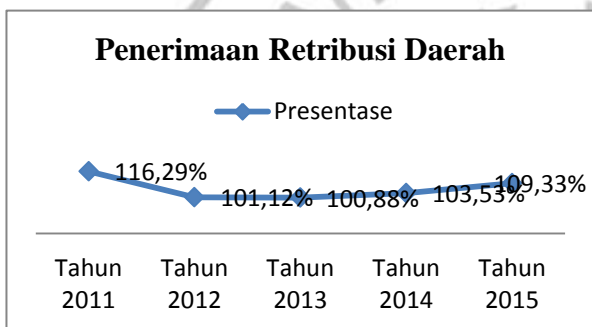 Penerimaan Retribusi Daerah
Presentase
116,29%
101,12%
100,88%
103,53%
109,33%
Tahun 2011
Tahun 2012
Tahun 2013
Tahun 2014
Tahun 2015